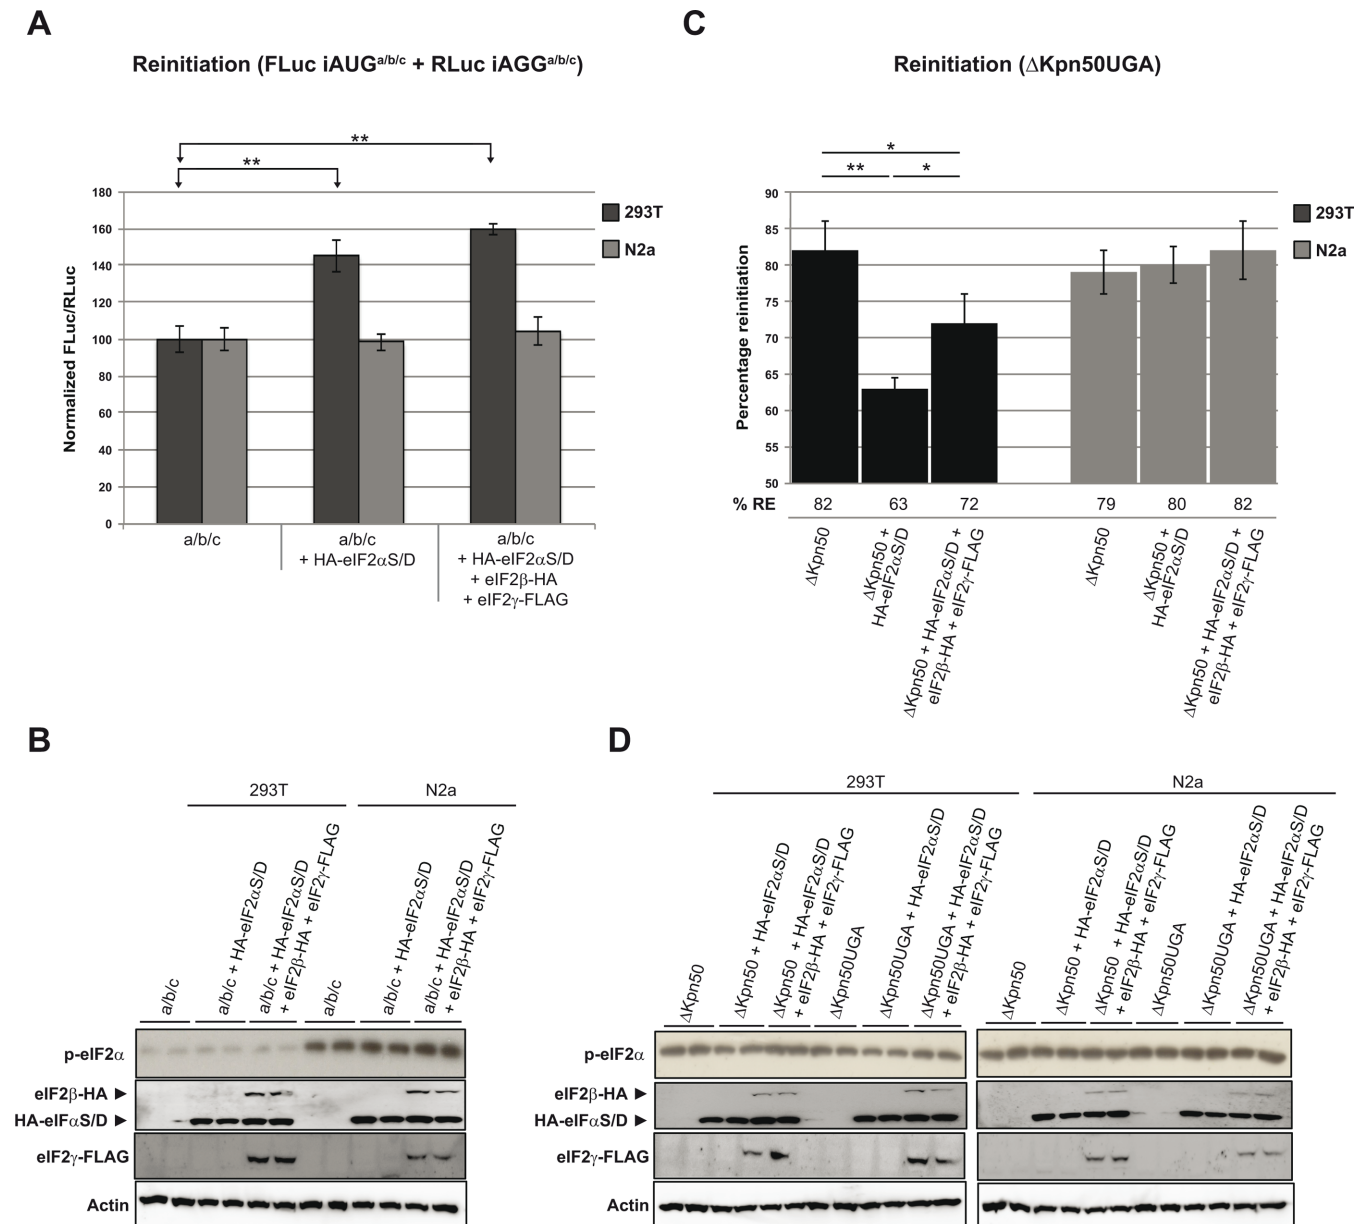 A
Reinitiation (FLuc iAUGa/b/c + RLuc iAGGa/b/c)
**
**
180
160
140
120
100
80
60
40
20
0
Normalized FLuc/RLuc
293T
N2a
a/b/c
a/b/c
+ HA-eIF2αS/D
a/b/c
+ HA-eIF2αS/D
+ eIF2β-HA
+ eIF2γ-FLAG
C
Reinitiation (ΔKpn50UGA)
*
**
*
90
85
80
75
70
65
60
55
50
Percentage reinitiation
293T
N2a
% RE
82
63
72
79
80
82
ΔKpn50
ΔKpn50 +
HA-eIF2αS/D
ΔKpn50 + HA-eIF2αS/D +
eIF2β-HA + eIF2γ-FLAG
ΔKpn50
ΔKpn50 +
HA-eIF2αS/D
ΔKpn50 + HA-eIF2αS/D +
eIF2β-HA + eIF2γ-FLAG
B
293T
N2a
a/b/c
a/b/c + HA-eIF2αS/D
a/b/c + HA-eIF2αS/D
+ eIF2β-HA + eIF2γ-FLAG
a/b/c
a/b/c + HA-eIF2αS/D
a/b/c + HA-eIF2αS/D
+ eIF2β-HA + eIF2γ-FLAG
p-eIF2α
eIF2β-HA
HA-eIFαS/D
eIF2γ-FLAG
Actin
D
293T
N2a
ΔKpn50
ΔKpn50 + HA-eIF2αS/D
ΔKpn50 + HA-eIF2αS/D
+ eIF2β-HA + eIF2γ-FLAG
ΔKpn50UGA
ΔKpn50UGA + HA-eIF2αS/D
ΔKpn50UGA + HA-eIF2αS/D
+ eIF2β-HA + eIF2γ-FLAG
ΔKpn50
ΔKpn50 + HA-eIF2αS/D
ΔKpn50 + HA-eIF2αS/D
+ eIF2β-HA + eIF2γ-FLAG
ΔKpn50UGA
ΔKpn50UGA + HA-eIF2αS/D
ΔKpn50UGA + HA-eIF2αS/D
+ eIF2β-HA + eIF2γ-FLAG
p-eIF2α
eIF2β-HA
HA-eIFαS/D
eIF2γ-FLAG
Actin